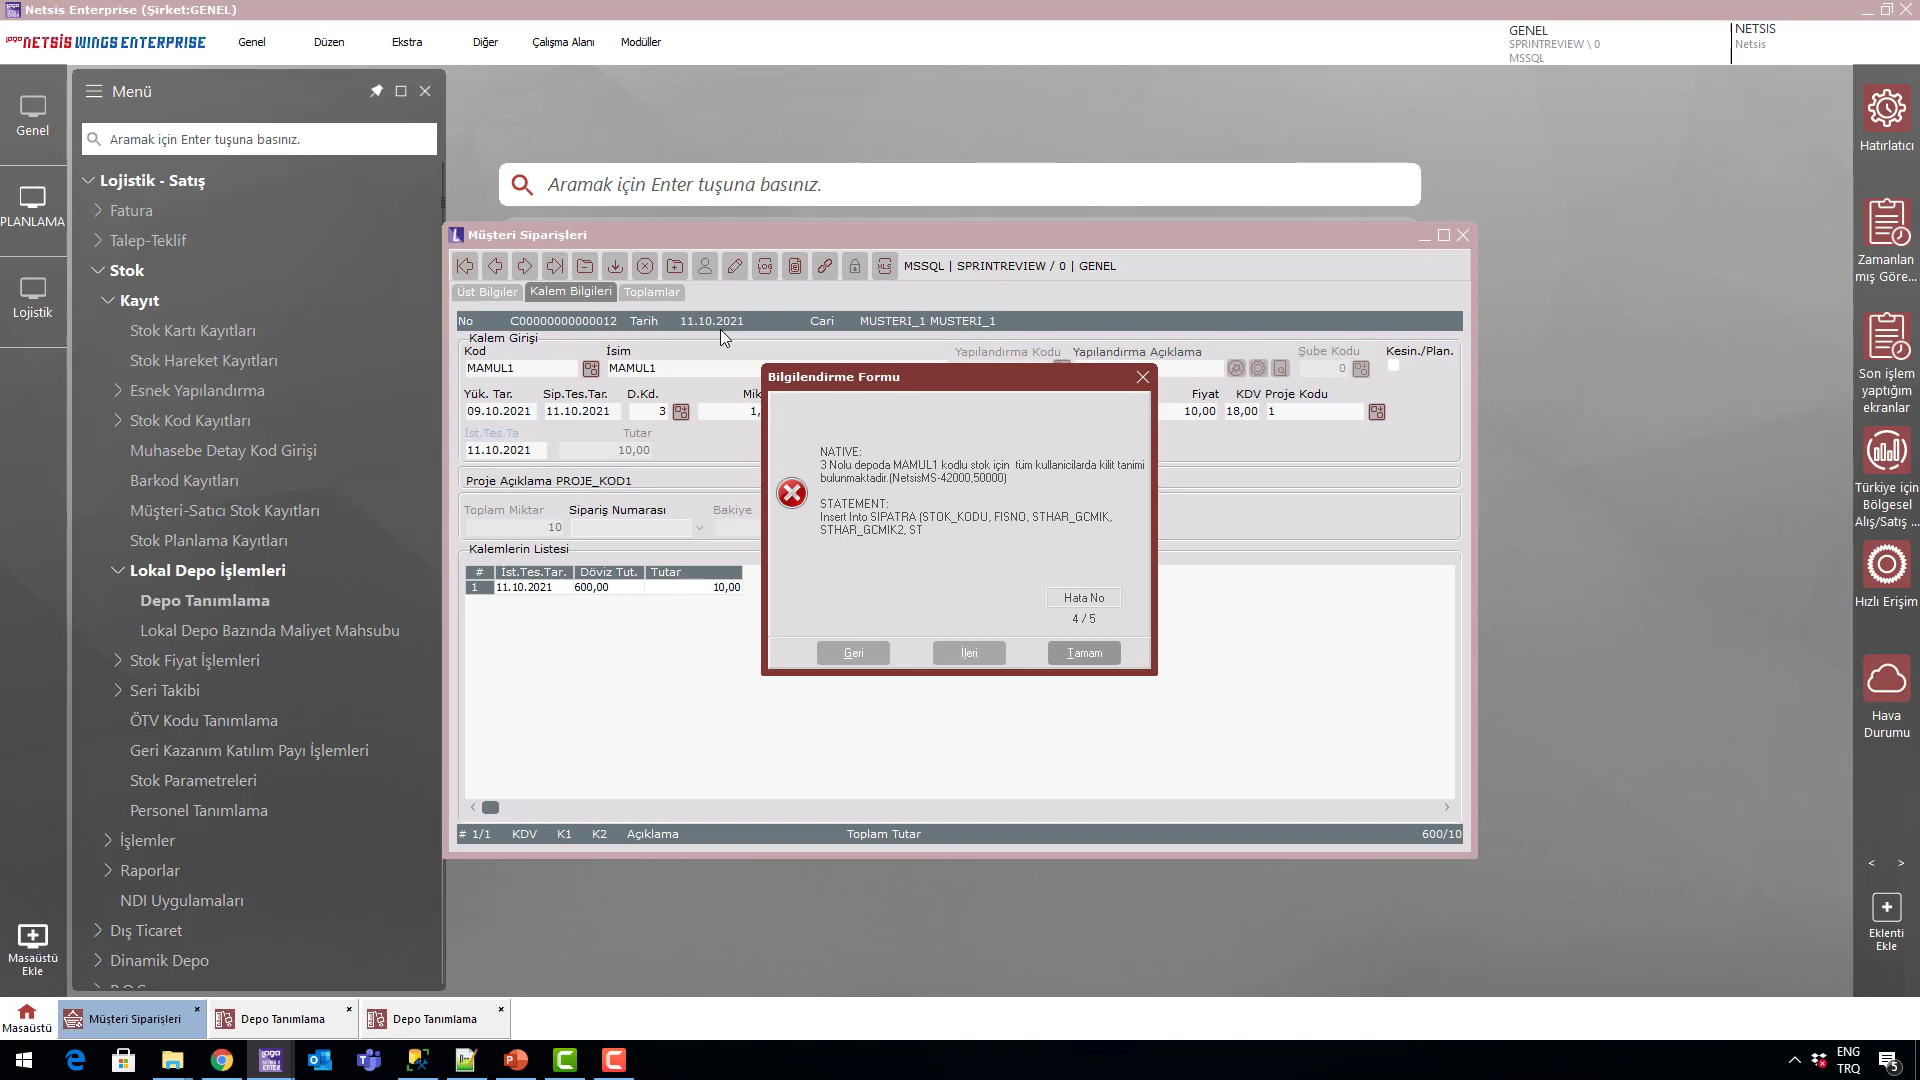 Netsis Enterprise (Şirket:GENEL)
LOGO NETSİS WINGS ENTERPRISE
Genel
Düzen
Ekstra
Diğer
Çalışma Alanı
Modüller
GENEL
SPRINTREVIEW \ 0
MSSQL
NETSIS
Netsis
Genel
PLANLAMA
Lojistik
Masaüstü
Ekle
Menü
Aramak için Enter tuşuna basınız.
Lojistik - Satış
Fatura
Talep-Teklif
Stok
Kayıt
Stok Kartı Kayıtları
Stok Hareket Kayıtları
Esnek Yapılandırma
Stok Kod Kayıtları
Muhasebe Detay Kod Girişi
Barkod Kayıtları
Müşteri-Satıcı Stok Kayıtları
Stok Planlama Kayıtları
Lokal Depo İşlemleri
Depo Tanımlama
Lokal Depo Bazında Maliyet Mahsubu
Stok Fiyat İşlemleri
Seri Takibi
ÖTV Kodu Tanımlama
Geri Kazanım Katılım Payı İşlemleri
Stok Parametreleri
Personel Tanımlama
İşlemler
Raporlar
NDI Uygulamaları
Dış Ticaret
Dinamik Depo
Aramak için Enter tuşuna basınız.
Müşteri Siparişleri
LOG
XLS
MSSQL | SPRINTREVIEW / 0 | GENEL
Üst Bilgiler
Kalem Bilgileri
Toplamlar
No C00000000000012 Tarih 11.10.2021 Cari MUSTERI_1 MUSTERI_1
Kalem Girişi
Kod İsim Yapılandırma Kodu Yapılandırma Açıklama Şube Kodu Kesin./Plan.
MAMUL1 MAMUL1 0
Yük. Tar. Sip.Tes.Tar. D.Kd. Mik Fiyat KDV Proje Kodu
09.10.2021 11.10.2021 3 1, 10,00 18,00 1
İst.Tes.Ta Tutar
11.10.2021 10,00
Proje Açıklama PROJE_KOD1
Toplam Miktar Sipariş Numarası Bakiye
10
Kalemlerin Listesi
# İst.Tes.Tar. Döviz Tut. Tutar
1 11.10.2021 600,00 10,00
# 1/1 KDV K1 K2 Açıklama Toplam Tutar 600/10
Bilgilendirme Formu
NATIVE:
3 Nolu depoda MAMUL1 kodlu stok için tüm kullanicilarda kilit tanimi
bulunmaktadir.(NetsisMS-42000,50000)
STATEMENT:
Insert Into SIPATRA (STOK_KODU, FISNO, STHAR_GCMIK,
STHAR_GCMIK2, ST
Hata No
4 / 5
Geri
İleri
Tamam
Hatırlatıcı
Zamanlan
mış Göre...
Son işlem
yaptığım
ekranlar
Türkiye için
Bölgesel
Alış/Satış ...
Hızlı Erişim
Hava
Durumu
< >
Eklenti
Ekle
Masaüstü
Müşteri Siparişleri
Depo Tanımlama
Depo Tanımlama
ENG
TRQ
5